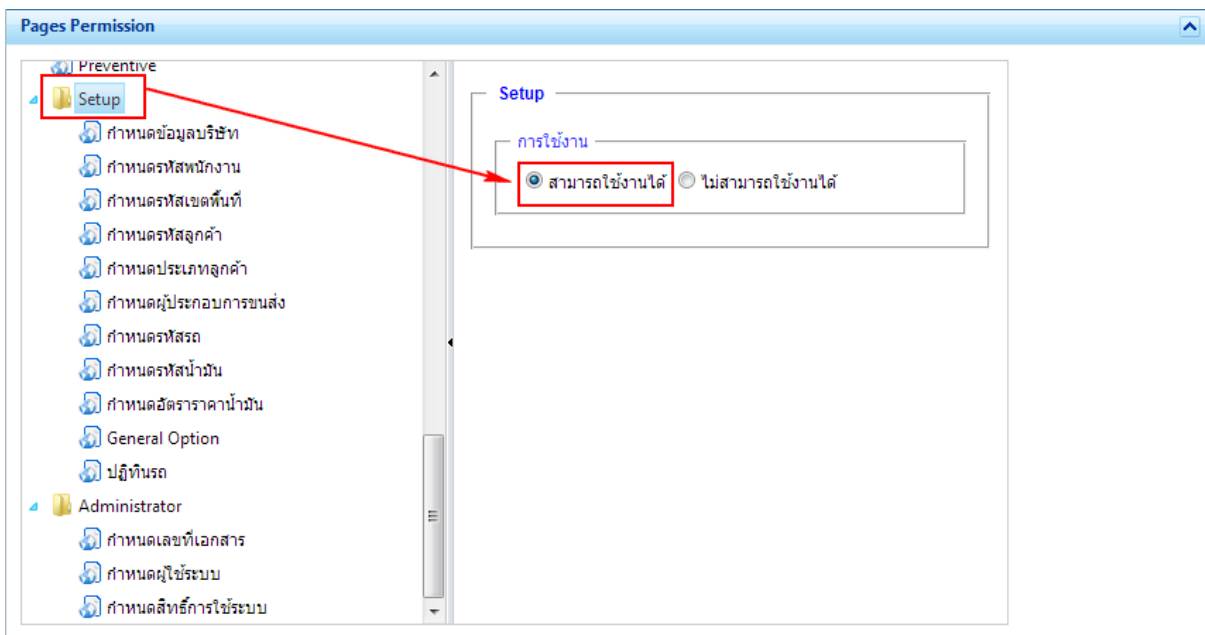 Pages Permission
Preventive
Setup
กำหนดข้อมูลบริษัท
กำหนดรหัสพนักงาน
กำหนดรหัสเขตพื้นที่
กำหนดรหัสลูกค้า
กำหนดประเภทลูกค้า
กำหนดผู้ประกอบการขนส่ง
กำหนดรหัสรถ
กำหนดรหัสน้ำมัน
กำหนดอัตราราคาน้ำมัน
General Option
ปฏิทินรถ
Administrator
กำหนดเลขที่เอกสาร
กำหนดผู้ใช้ระบบ
กำหนดสิทธิ์การใช้ระบบ
Setup
การใช้งาน
สามารถใช้งานได้ ไม่สามารถใช้งานได้